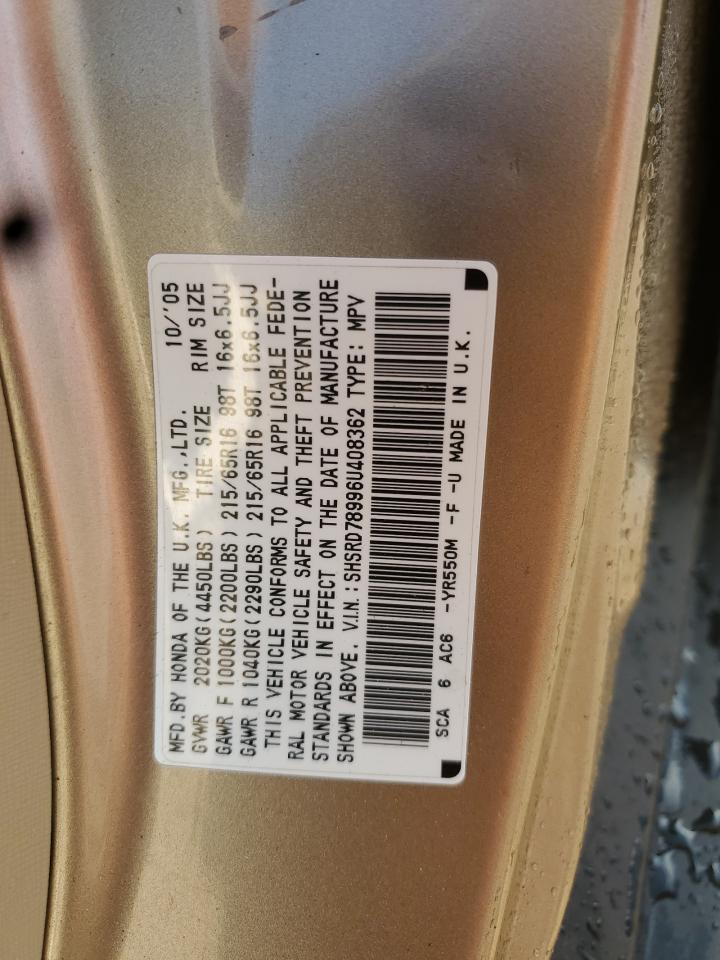 MFD.BY HONDA OF THE U.K. MFG.,LTD. 10/'05
GVWR 2020KG(4450LBS) TIRE SIZE RIM SIZE
GAWR F 1000KG(2200LBS) 215/65R16 98T 16x6.5JJ
GAWR R 1040KG(2290LBS) 215/65R16 98T 16x6.5JJ
THIS VEHICLE CONFORMS TO ALL APPLICABLE FEDE-
RAL MOTOR VEHICLE SAFETY AND THEFT PREVENTION
STANDARDS IN EFFECT ON THE DATE OF MANUFACTURE
SHOWN ABOVE. V.I.N.:SHSRD78996U408362 TYPE: MPV
SCA 6 AC6 -YR550M -F -U MADE IN U.K.